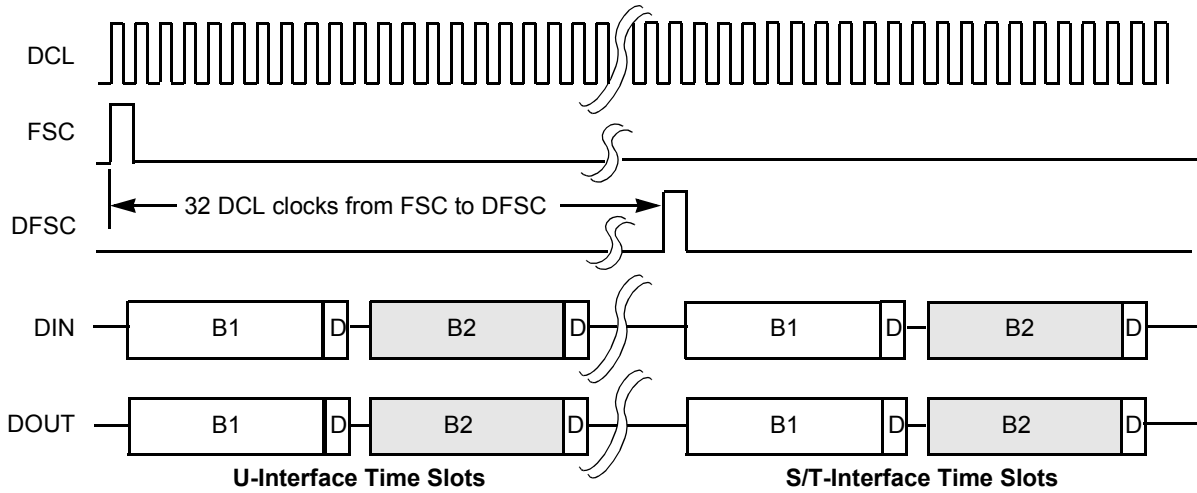 DCL
FSC
32 DCL clocks from FSC to DFSC
DFSC
DIN B1 D B2 D B1 D B2 D
DOUT B1 D B2 D B1 D B2 D
U-Interface Time Slots S/T-Interface Time Slots